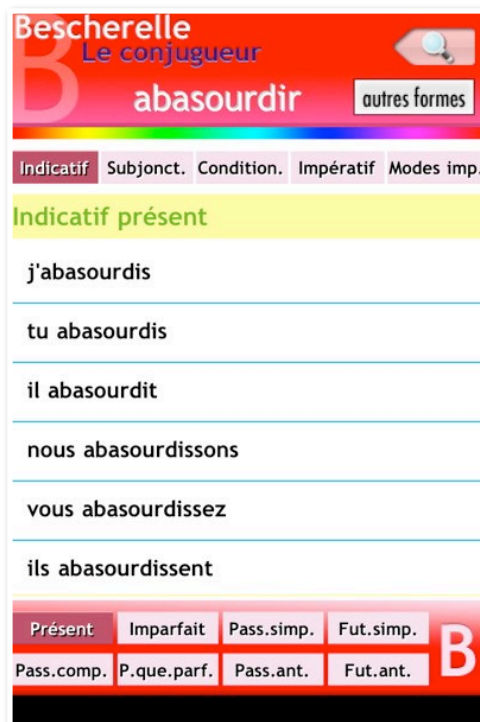 Bescherelle
Le conjugueur
B
abasourdir
autres formes
Indicatif Subjonct. Condition. Impératif Modes imp.
Indicatif présent
j'abasourdis
tu abasourdis
il abasourdit
nous abasourdissons
vous abasourdissez
ils abasourdissent
Présent Imparfait Pass.simp. Fut.simp.
B
Pass.comp. P.que.parf. Pass.ant. Fut.ant.